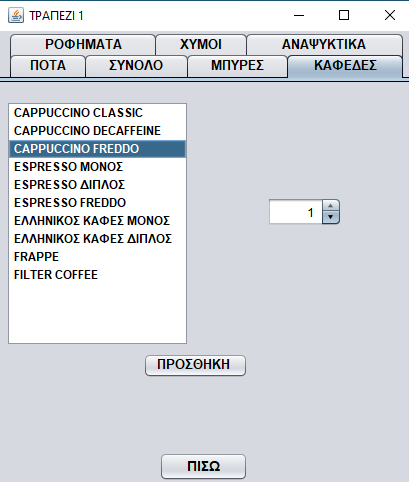 ΤΡΑΠΕΖΙ 1
ΡΟΦΗΜΑΤΑ ΧΥΜΟΙ ΑΝΑΨΥΚΤΙΚΑ
ΠΟΤΑ ΣΥΝΟΛΟ ΜΠΥΡΕΣ ΚΑΦΕΔΕΣ
CAPPUCCINO CLASSIC
CAPPUCCINO DECAFFEINE
CAPPUCCINO FREDDO
ESPRESSO ΜΟΝΟΣ
ESPRESSO ΔΙΠΛΟΣ
ESPRESSO FREDDO
ΕΛΛΗΝΙΚΟΣ ΚΑΦΕΣ ΜΟΝΟΣ
ΕΛΛΗΝΙΚΟΣ ΚΑΦΕΣ ΔΙΠΛΟΣ
FRAPPE
FILTER COFFEE
1
ΠΡΟΣΘΗΚΗ
ΠΙΣΩ